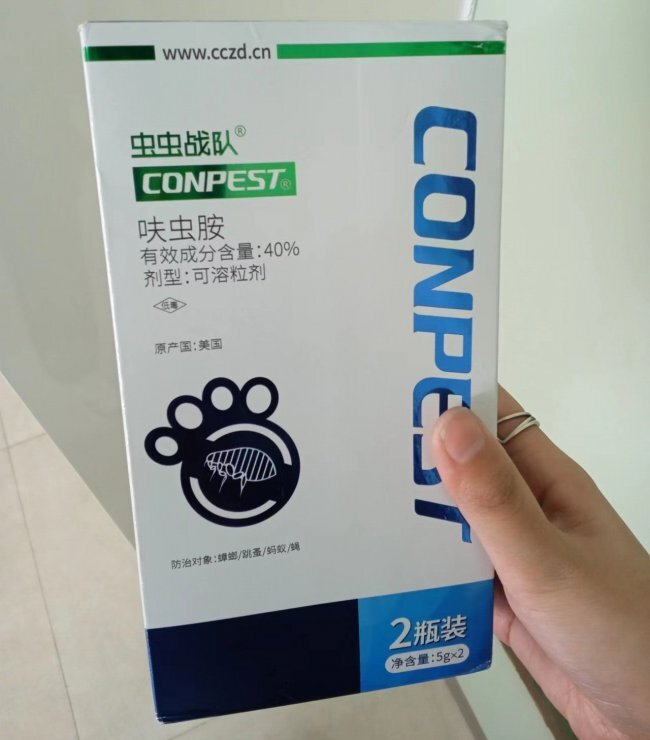 www.cczd.cn
虫虫战队®
CONPEST®
呋虫胺
有效成分含量:40%
剂型:可溶粒剂
低毒
原产国:美国
防治对象:蟑螂/跳蚤/蚂蚁/蝇
CONPEST
2瓶装
净含量:5g×2